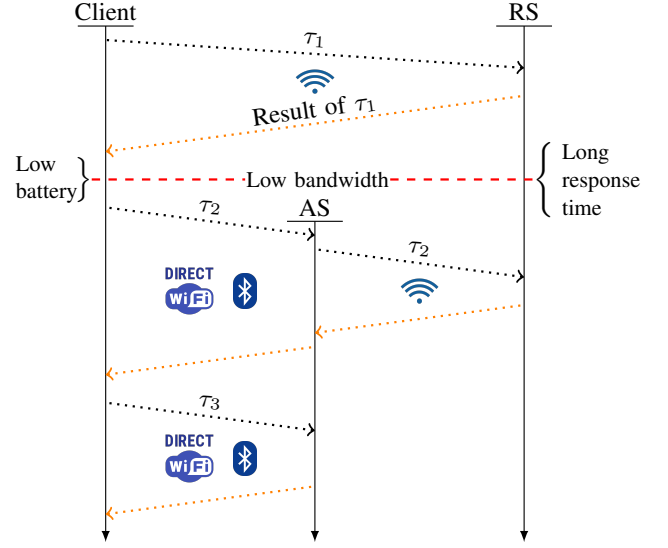 Client
RS
τ1
Result of τ1
Low
battery
Low bandwidth
Long
response
time
AS
τ2
τ2
DIRECT
WiFi
τ3
DIRECT
WiFi